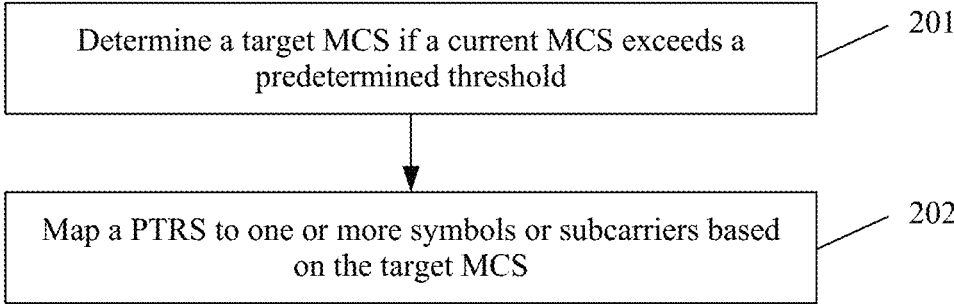 Determine a target MCS if a current MCS exceeds a
predetermined threshold
201
Map a PTRS to one or more symbols or subcarriers based
on the target MCS
202